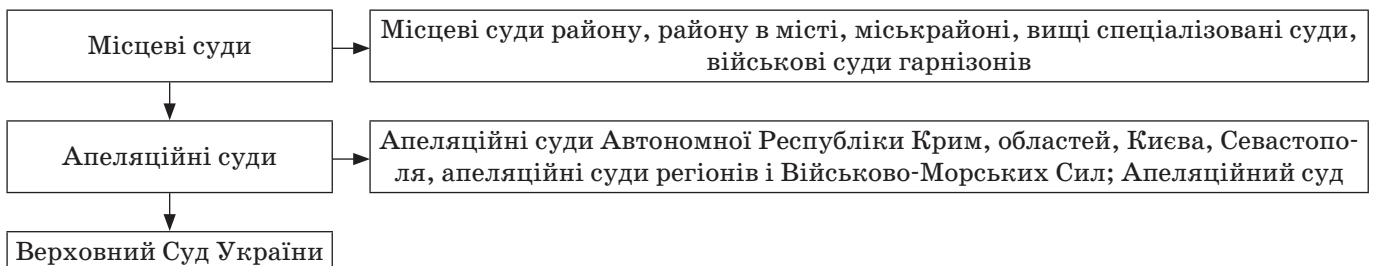 Місцеві суди
Місцеві суди району, району в місті, міськрайоні, вищі спеціалізовані суди,
військові суди гарнізонів
Апеляційні суди
Апеляційні суди Автономної Республіки Крим, областей, Києва, Севастопо-
ля, апеляційні суди регіонів і Військово-Морських Сил; Апеляційний суд
Верховний Суд України